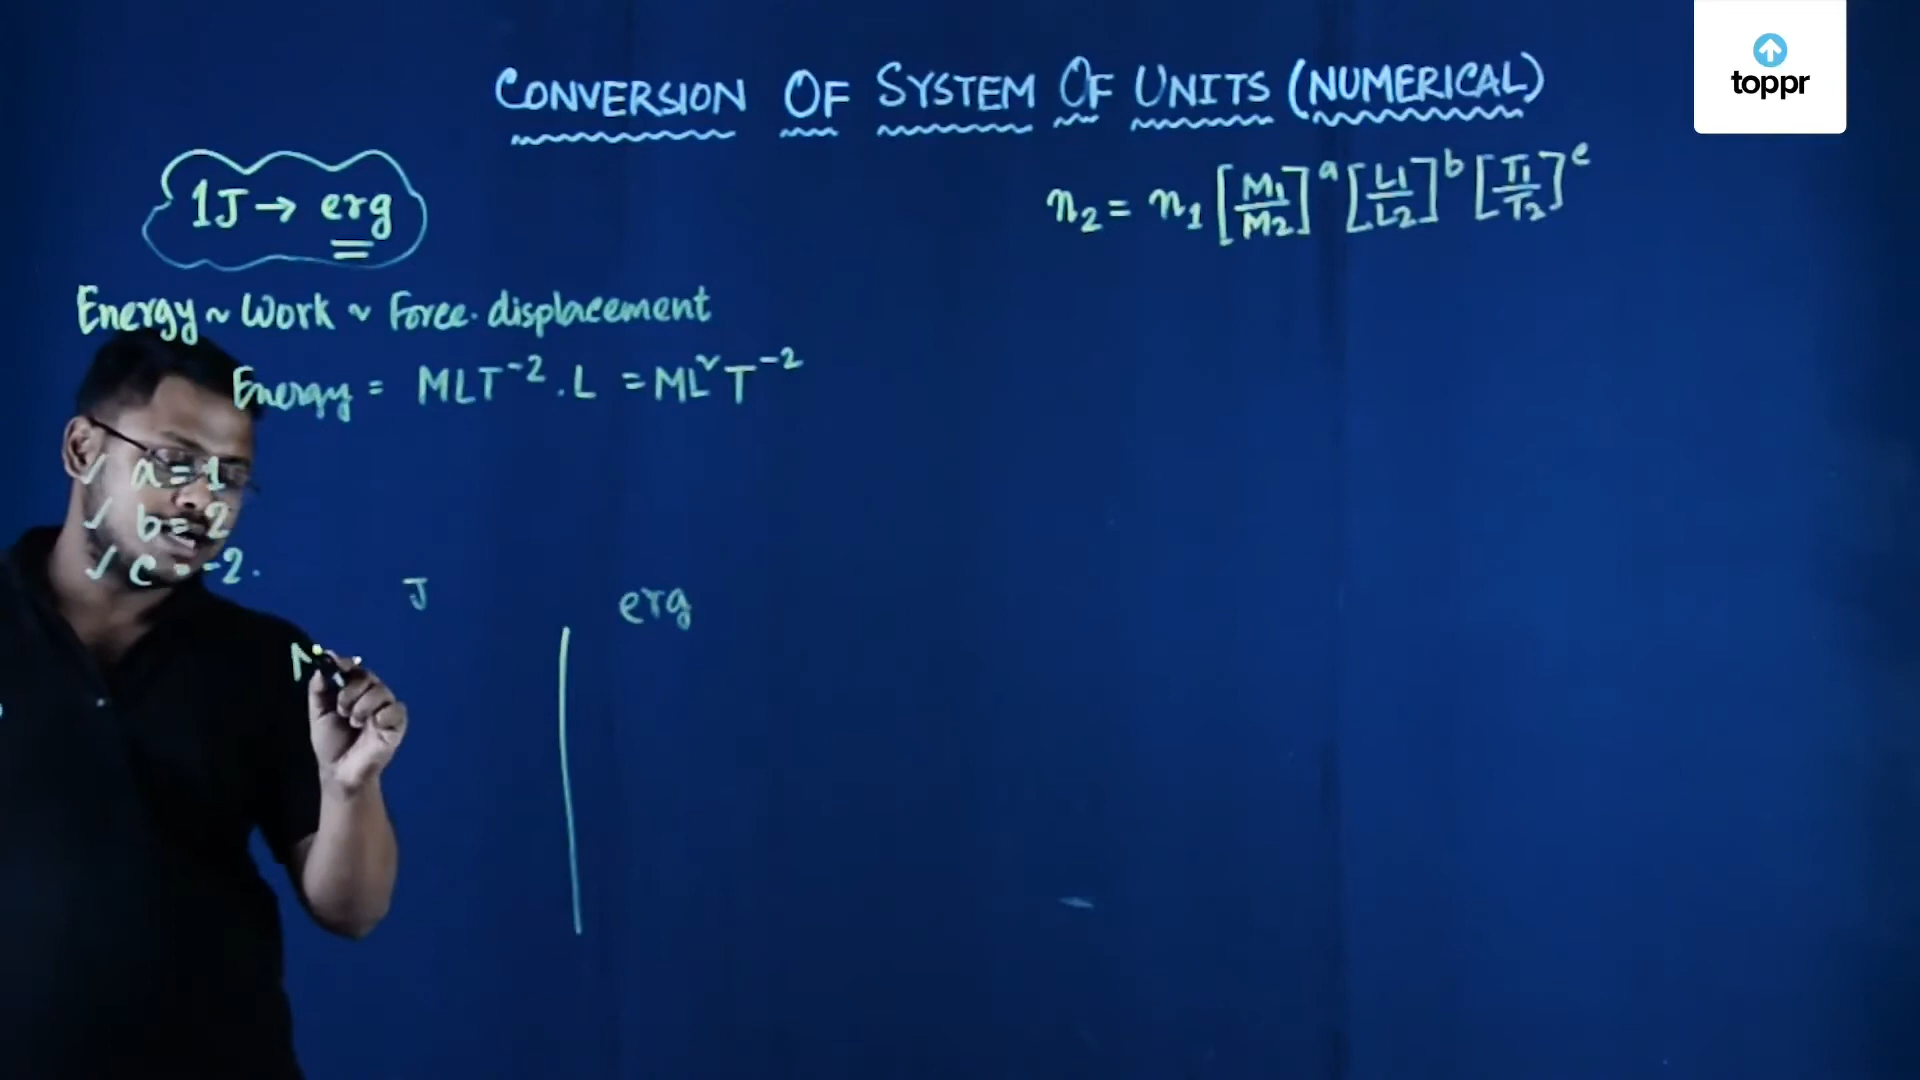 toppr
CONVERSION OF SYSTEM OF UNITS (NUMERICAL)
1J → erg
n₂ = n₁ [M₁/M₂]ᵃ [L₁/L₂]ᵇ [T₁/T₂]ᶜ
Energy ~ Work ~ Force · displacement
Energy = MLT⁻² · L = ML²T⁻²
✓ a = 1
✓ b = 2
✓ c = -2.
J erg